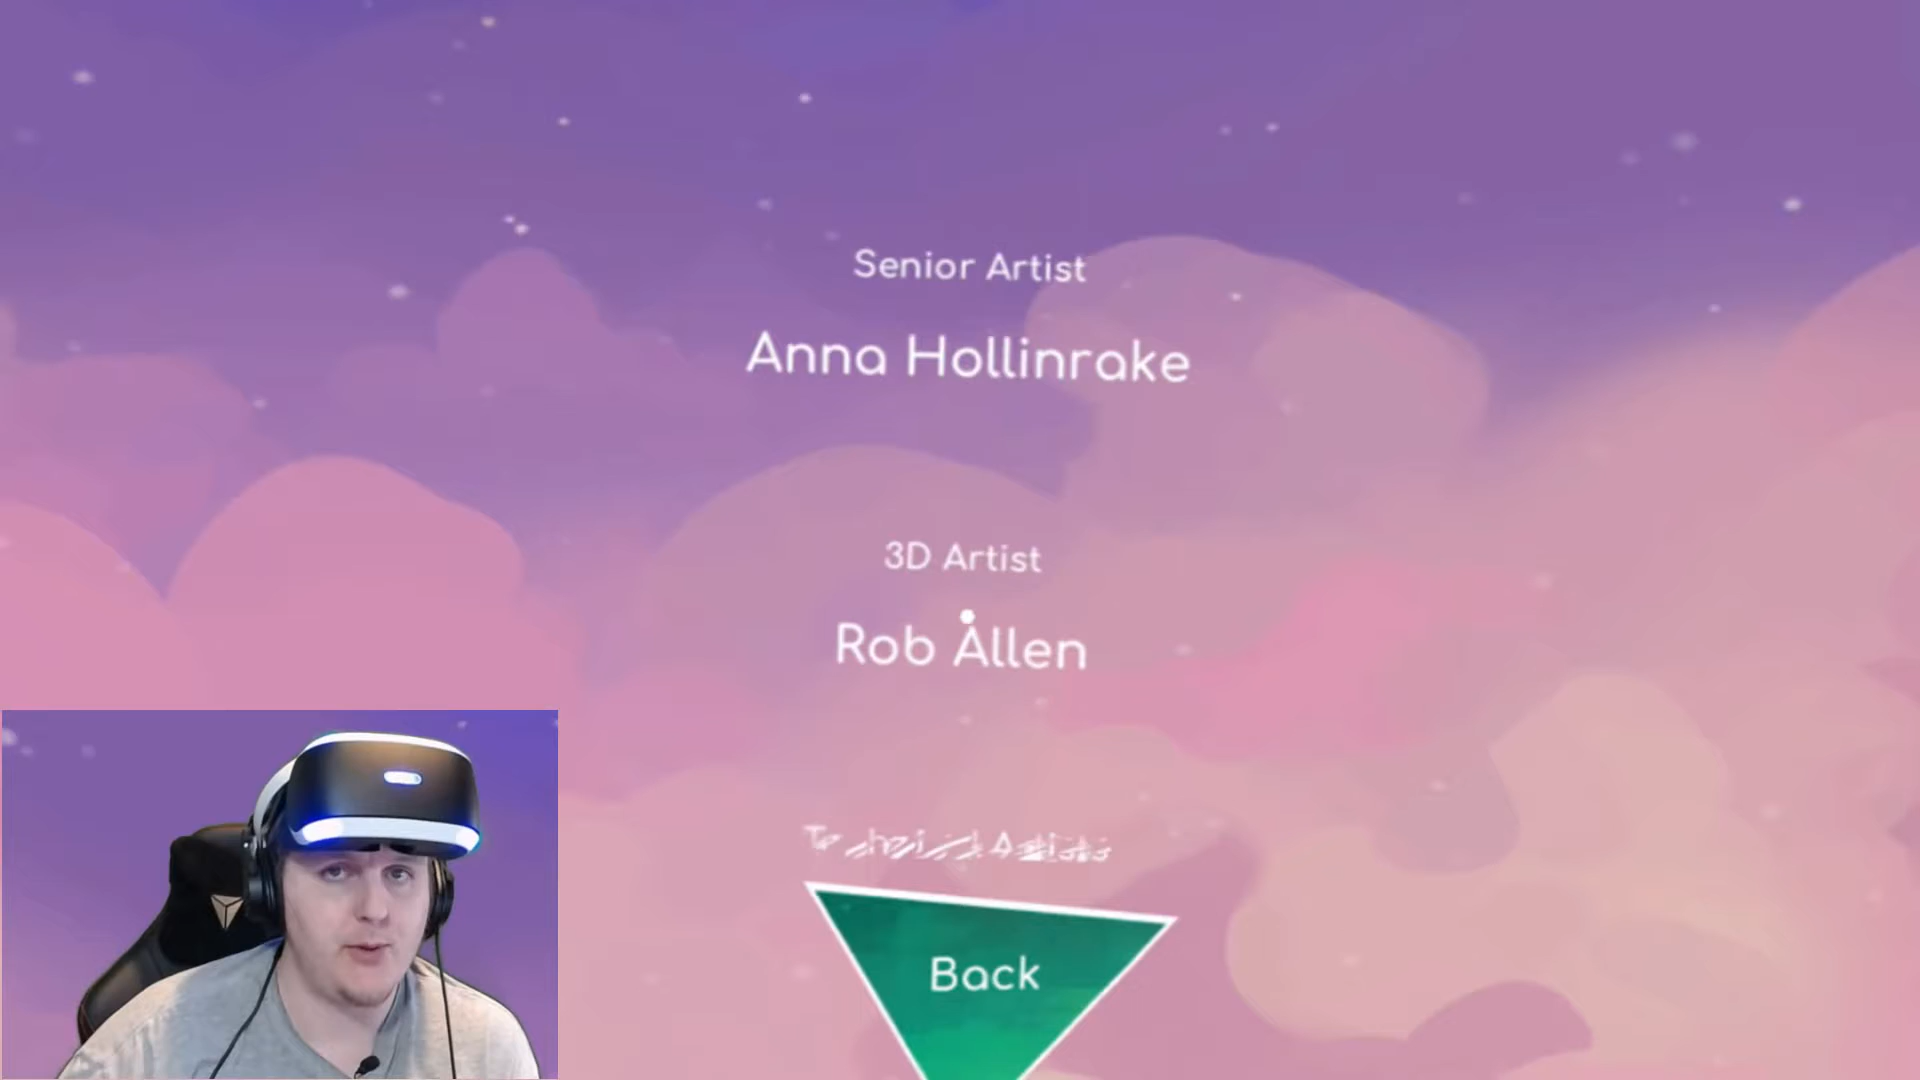 Senior Artist
Anna Hollinrake
3D Artist
Rob Allen
Back